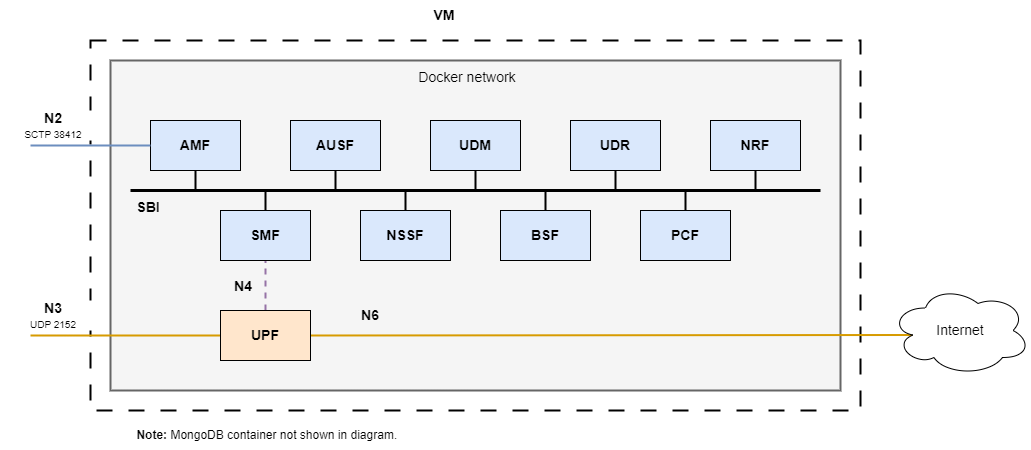 VM
Docker network
N2
SCTP 38412
AMF
AUSF
UDM
UDR
NRF
SBI
SMF
NSSF
BSF
PCF
N4
N3
UDP 2152
UPF
N6
Internet
Note: MongoDB container not shown in diagram.